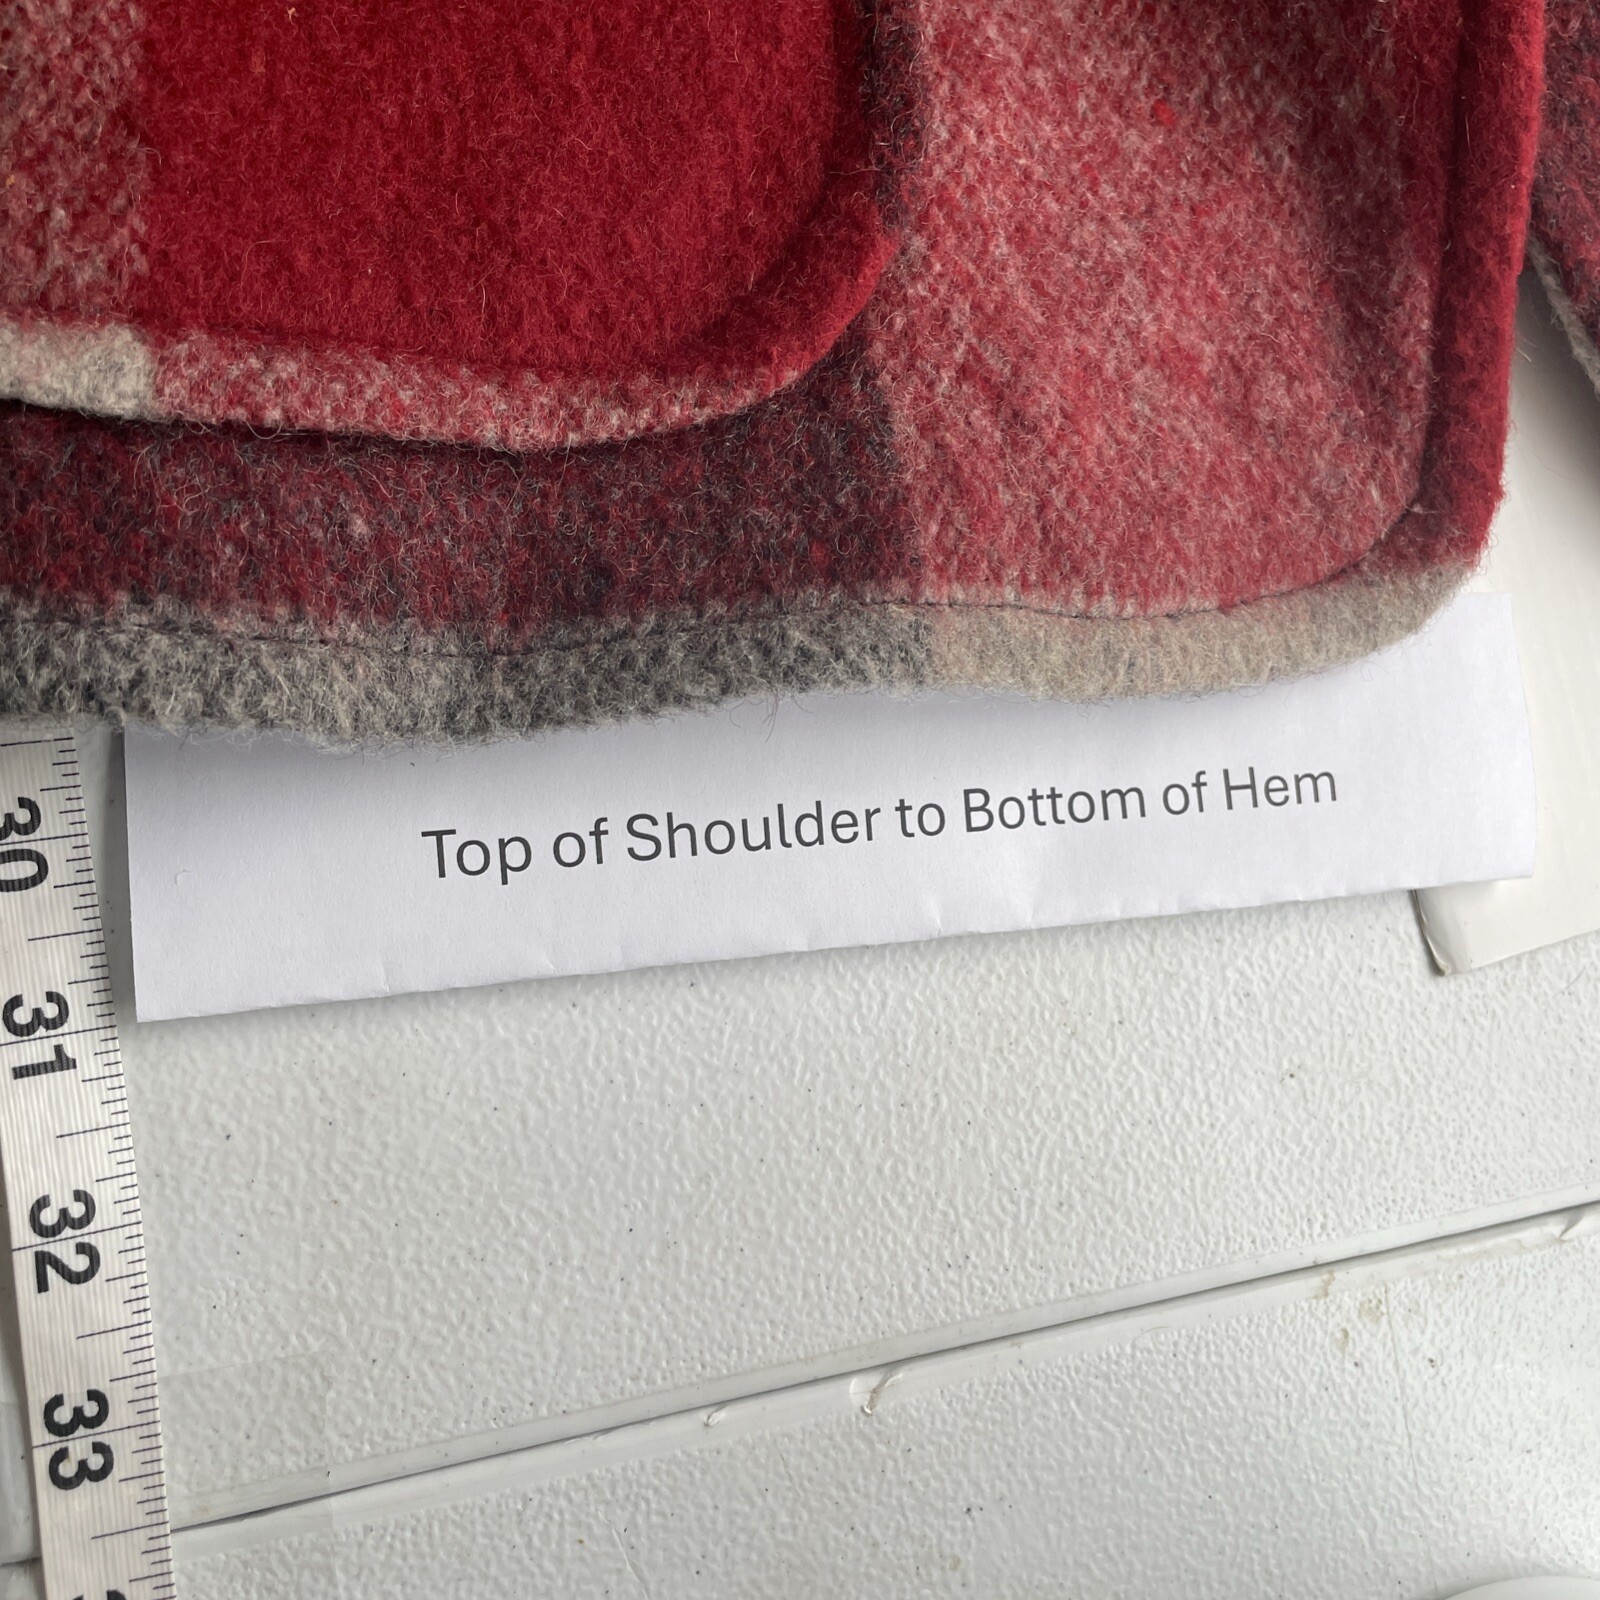 Top of Shoulder to Bottom of Hem
30
31
32
33